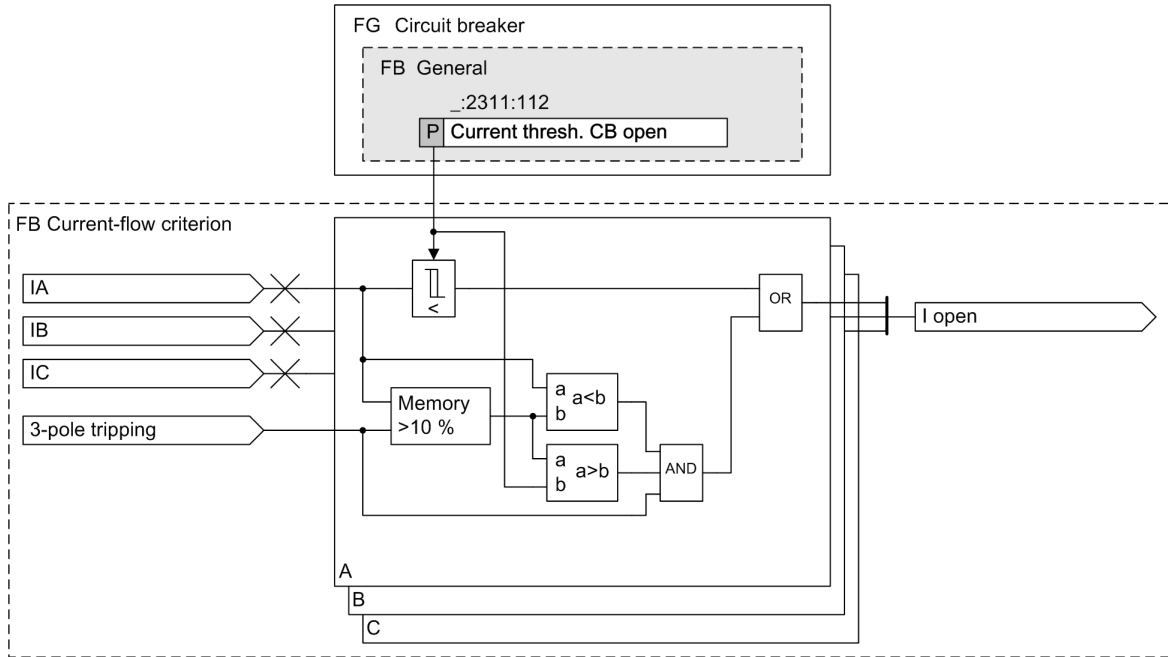 FG Circuit breaker
FB General
_:2311:112
P Current thresh. CB open
FB Current-flow criterion
IA
IB
IC
3-pole tripping
<
Memory
>10 %
a
b
a<b
a
b
a>b
AND
OR
I open
A
B
C